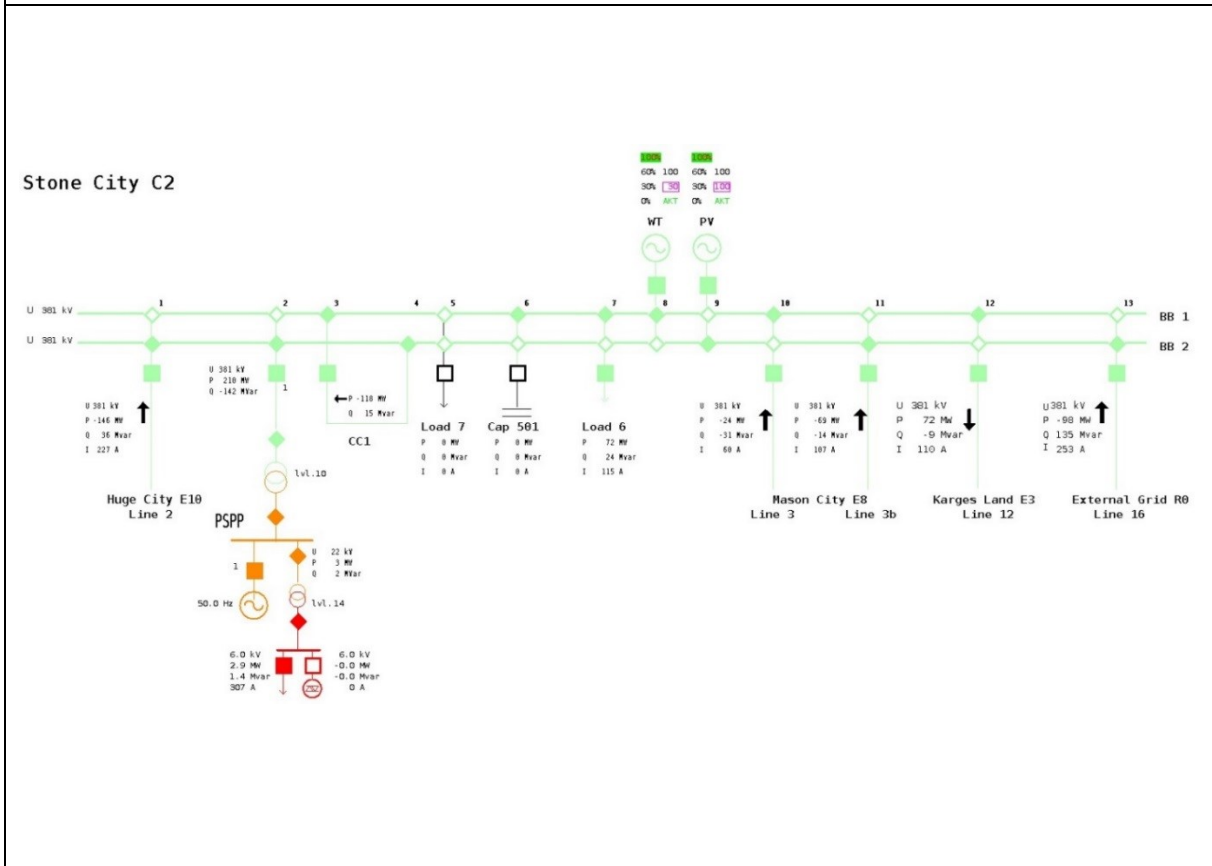 100% 100%
60% 100 60% 100
30% 30 30% 100
0% AKT 0% AKT
Stone City C2
WT PV
1 2 3 4 5 6 7 8 9 10 11 12 13
U 381 kV
BB 1
U 381 kV
BB 2
U 381 kV
P 210 MW
Q -142 MVar
1
U 381 kV
P -146 MW
Q 36 Mvar
I 227 A
P -110 MW
Q 15 Mvar
CC1
Load 7
P 0 MW
Q 0 Mvar
I 0 A
Cap 501
P 0 MW
Q 0 Mvar
I 0 A
Load 6
P 72 MW
Q 24 Mvar
I 115 A
U 381 kV
P -24 MW
Q -31 Mvar
I 60 A
U 381 kV
P -69 MW
Q -14 Mvar
I 107 A
U 381 kV
P 72 MW
Q -9 Mvar
I 110 A
U 381 kV
P -98 MW
Q 135 Mvar
I 253 A
lvl.10
Huge City E10
Line 2
Mason City E8
Line 3 Line 3b
Karges Land E3
Line 12
External Grid R0
Line 16
PSPP
U 22 kV
P 3 MW
Q 2 MVar
1
50.0 Hz
lvl.14
6.0 kV
2.9 MW
1.4 Mvar
307 A
6.0 kV
-0.0 MW
-0.0 Mvar
0 A